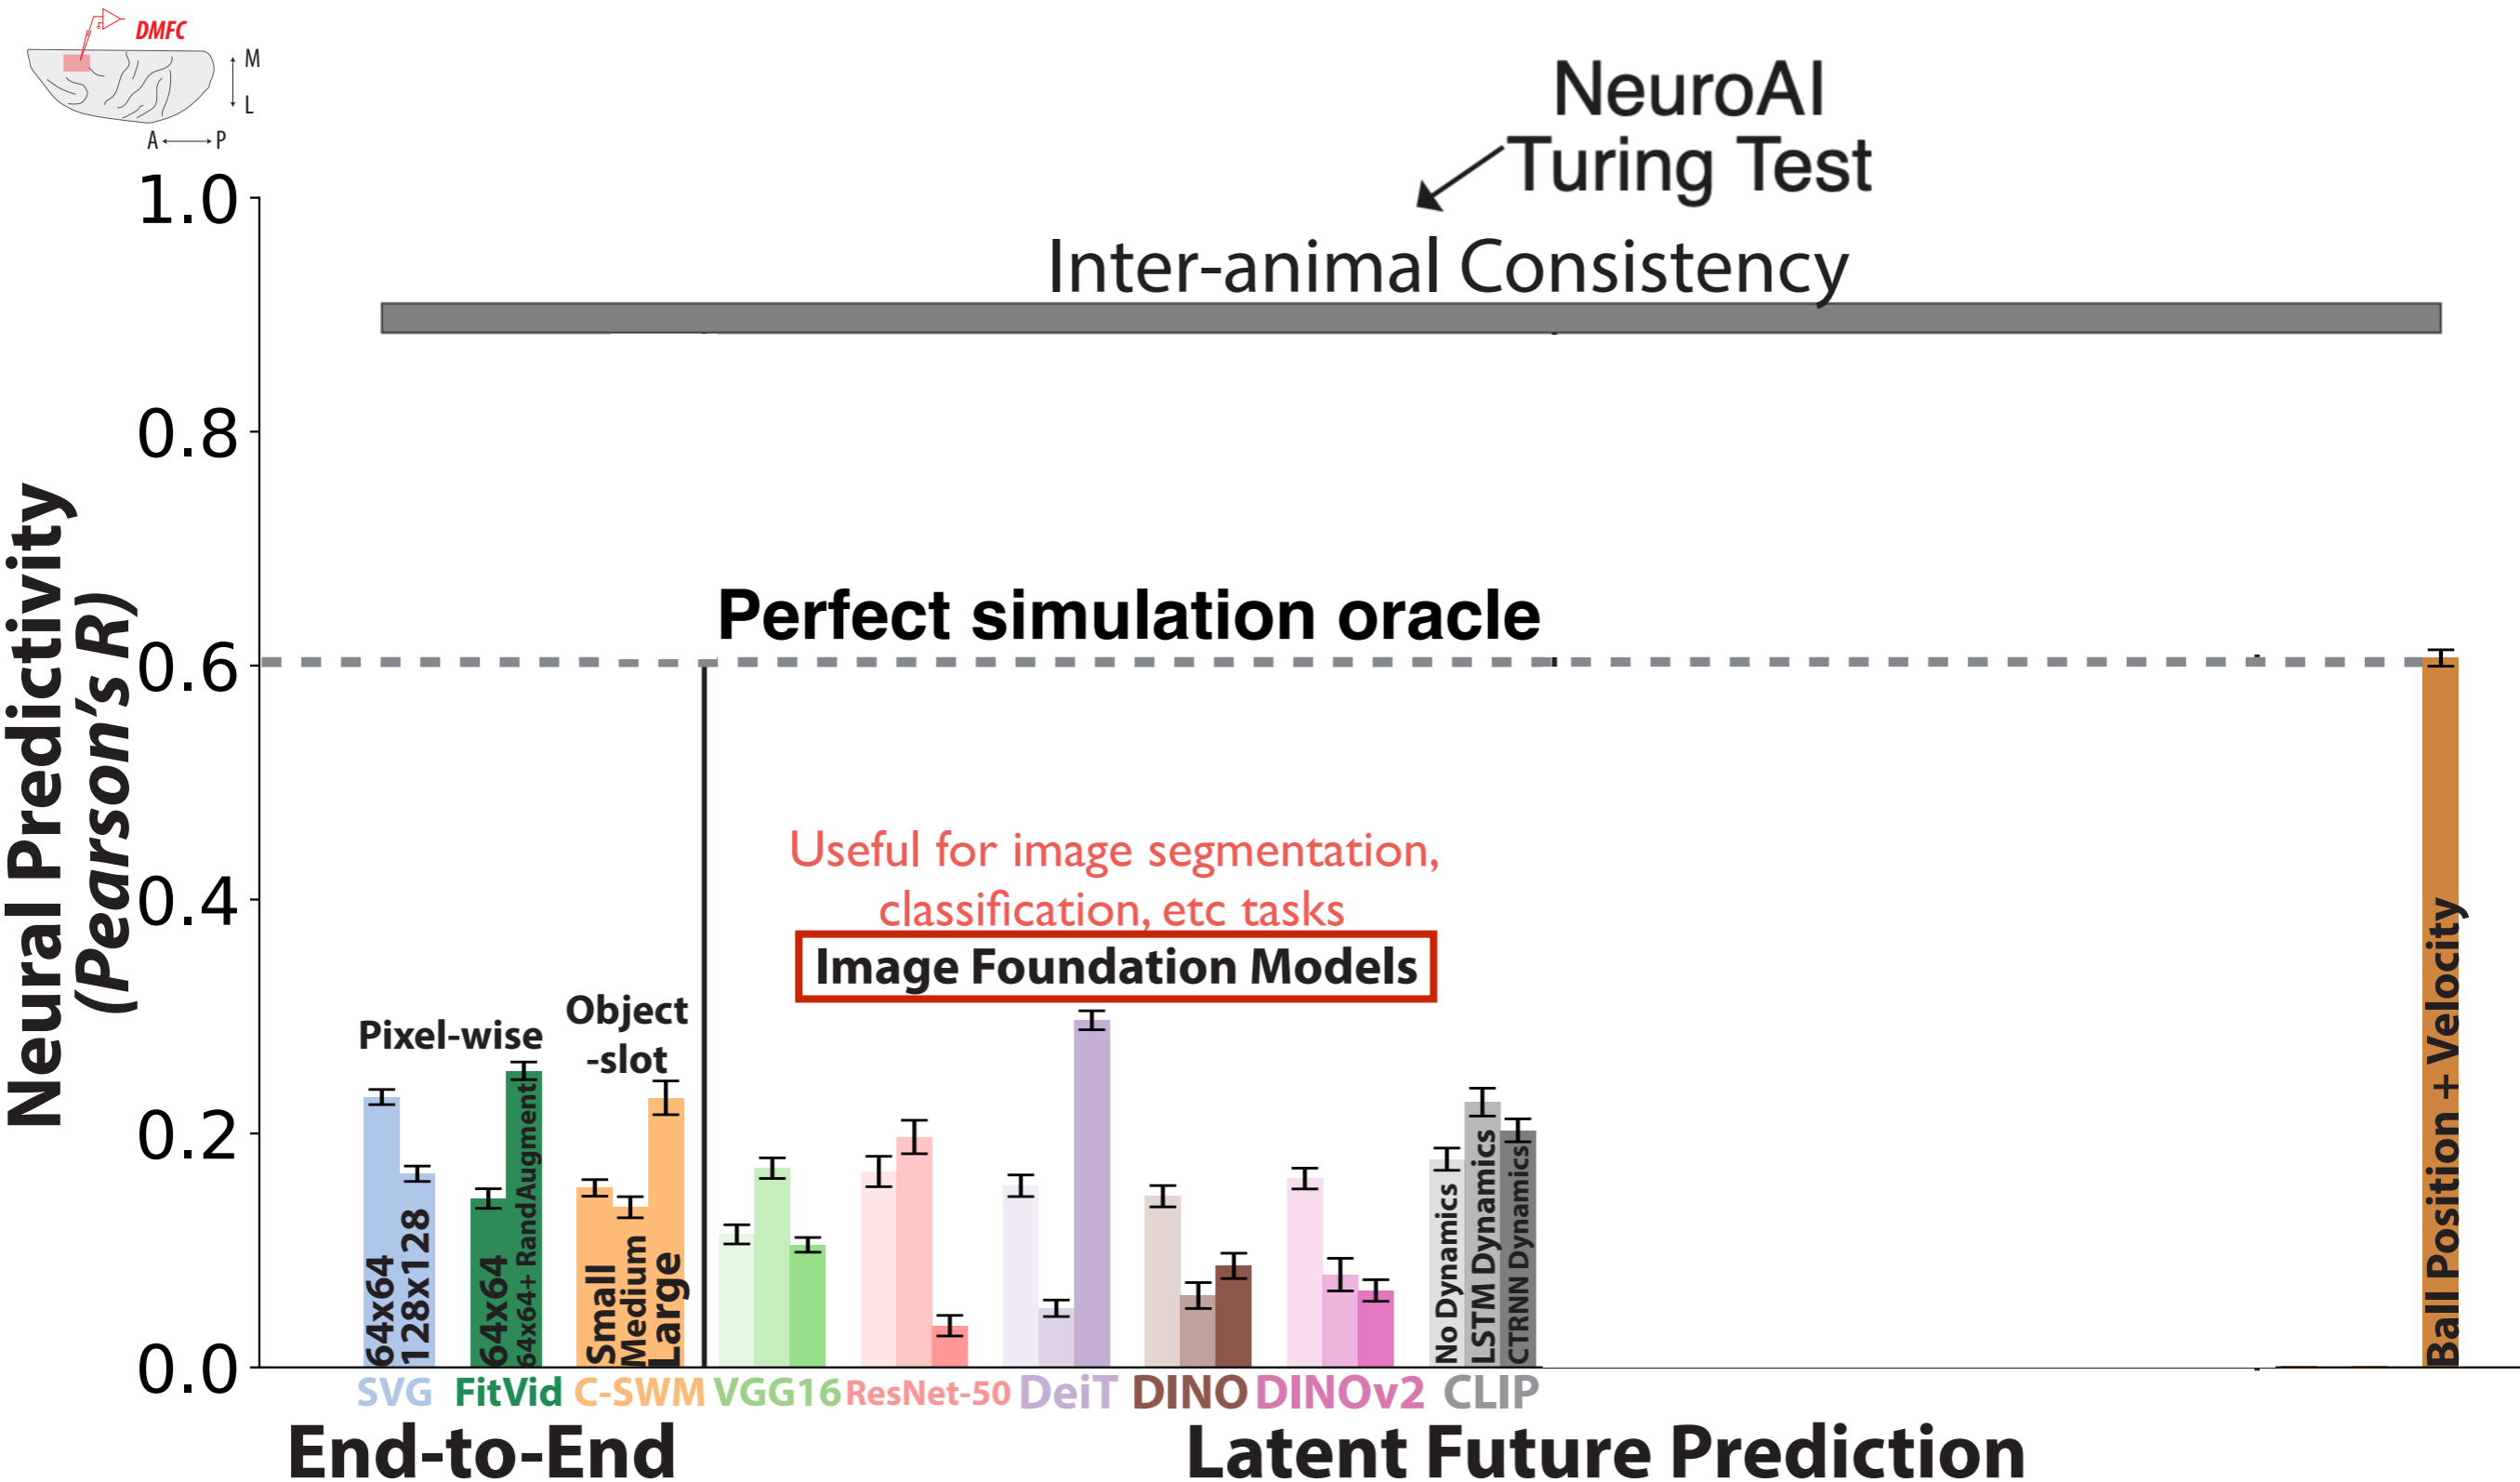 DMFC
M
L
A
P
NeuroAI
Turing Test
Inter-animal Consistency
1.0
0.8
0.6
0.4
0.2
0.0
Neural Predictivity
(Pearson's R)
Perfect simulation oracle
Useful for image segmentation,
classification, etc tasks
Image Foundation Models
Pixel-wise
Object
-slot
64x64
128x128
64x64
64x64+ RandAugment
Small
Medium
Large
No Dynamics
LSTM Dynamics
CTRNN Dynamics
Ball Position + Velocity
SVG
FitVid
C-SWM
VGG16
ResNet-50
DeiT
DINO
DINOv2
CLIP
End-to-End
Latent Future Prediction